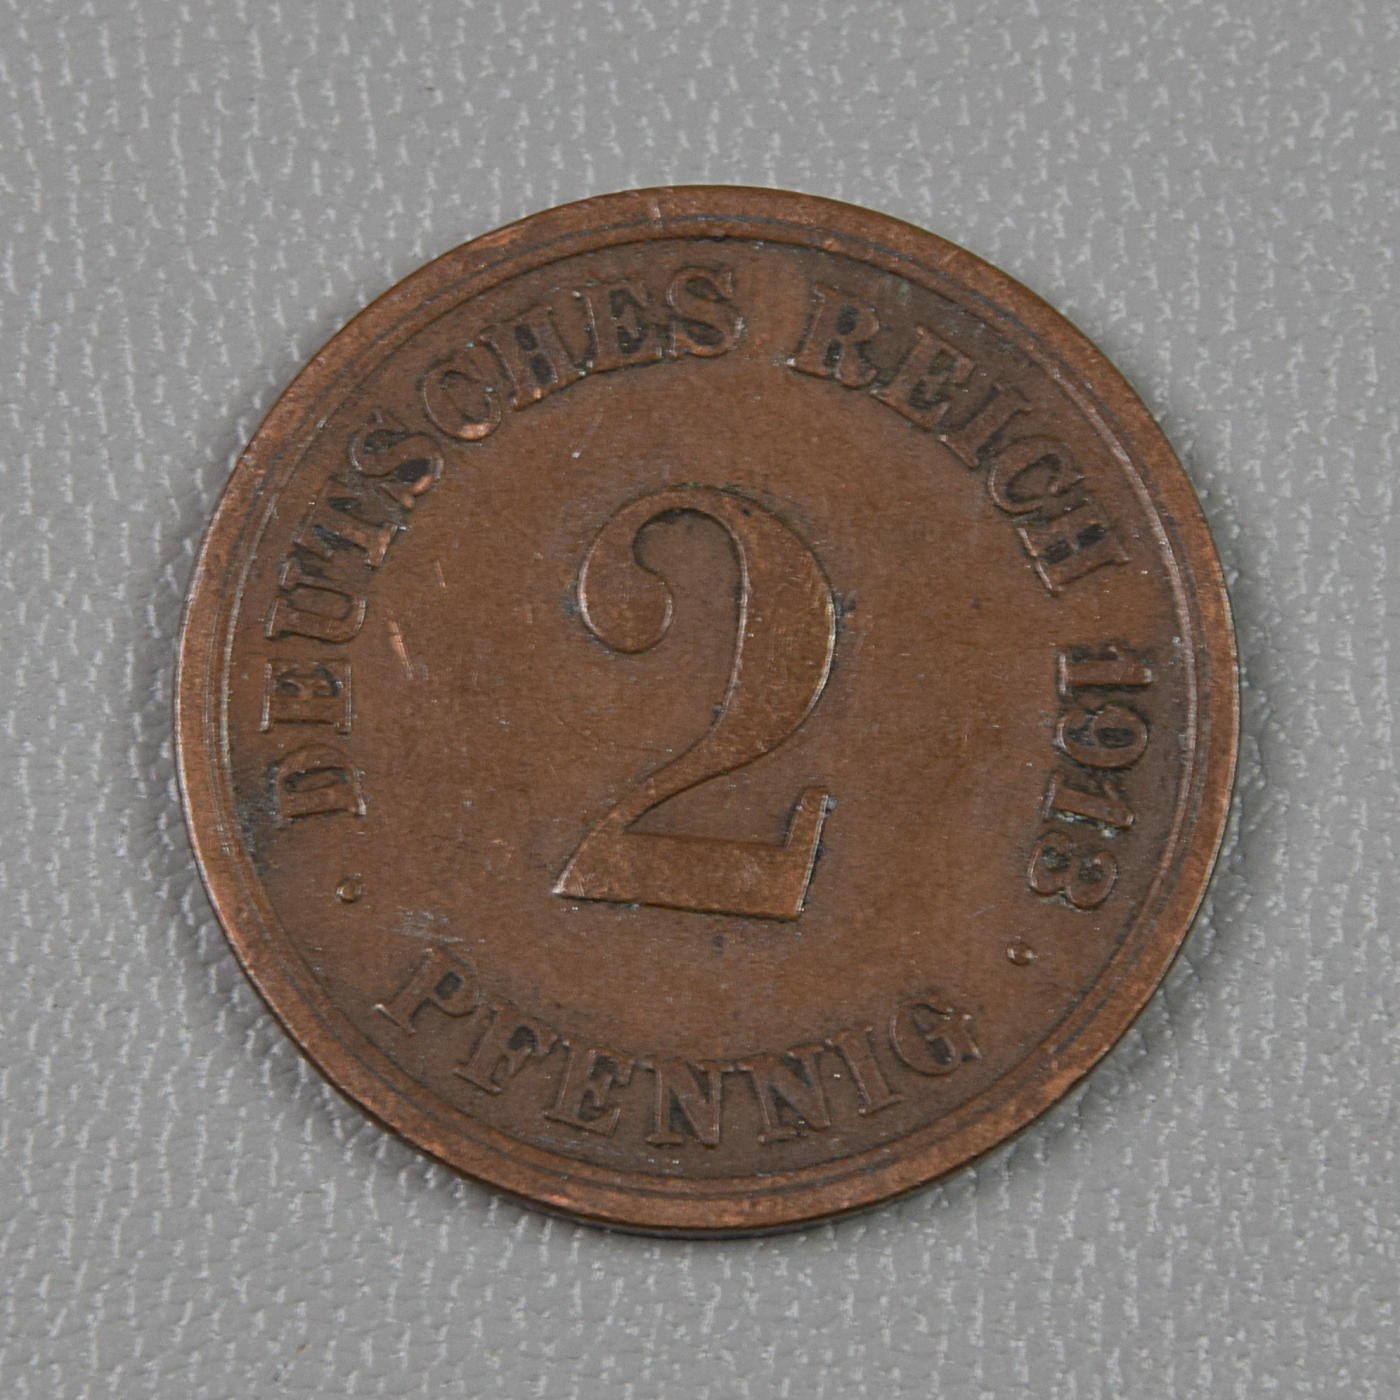 DEUTSCHES REICH 1913
2
PFENNIG